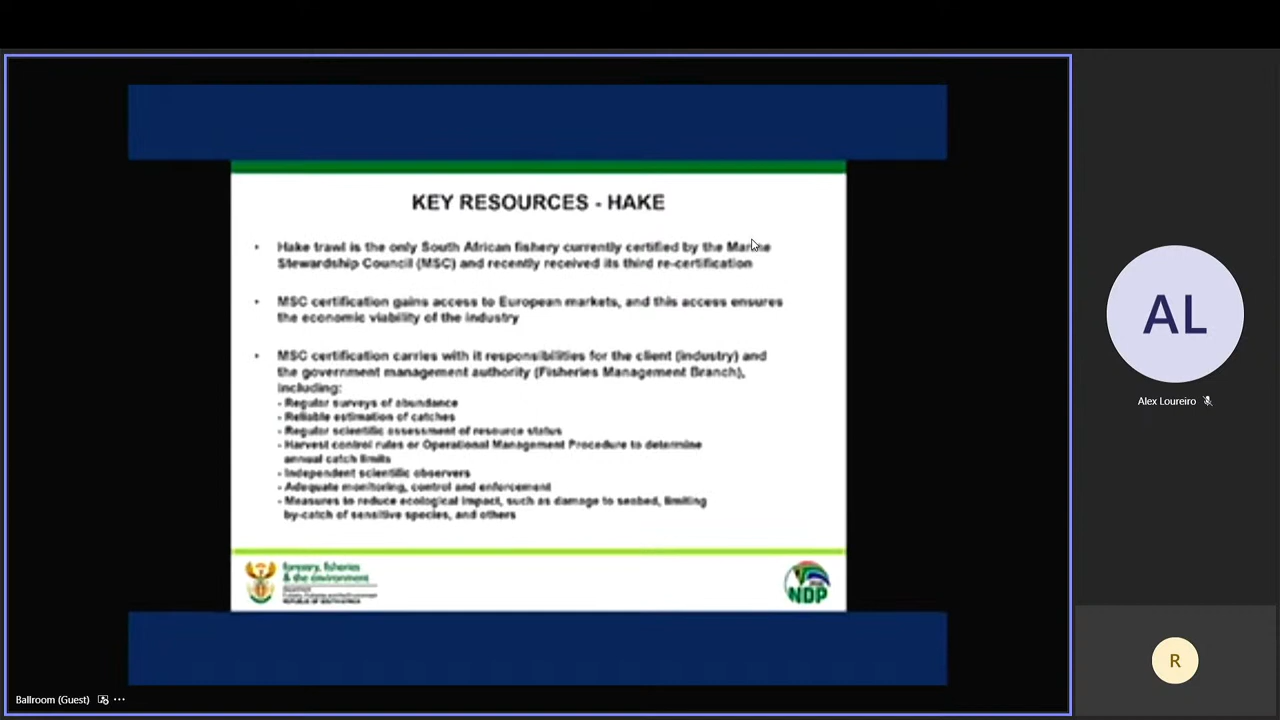 KEY RESOURCES - HAKE
• Hake trawl is the only South African fishery currently certified by the Marine
Stewardship Council (MSC) and recently received its third re-certification
• MSC certification gains access to European markets, and this access ensures
the economic viability of the industry
• MSC certification carries with it responsibilities for the client (industry) and
the government management authority (Fisheries Management Branch),
including:
- Regular surveys of abundance
- Reliable estimation of catches
- Regular scientific assessment of resource status
- Harvest control rules or Operational Management Procedure to determine
annual catch limits
- Independent scientific observers
- Adequate monitoring, control and enforcement
- Measures to reduce ecological impact, such as damage to seabed, limiting
by-catch of sensitive species, and others
forestry, fisheries
& the environment
REPUBLIC OF SOUTH AFRICA
NDP
AL
Alex Loureiro
R
Ballroom (Guest)